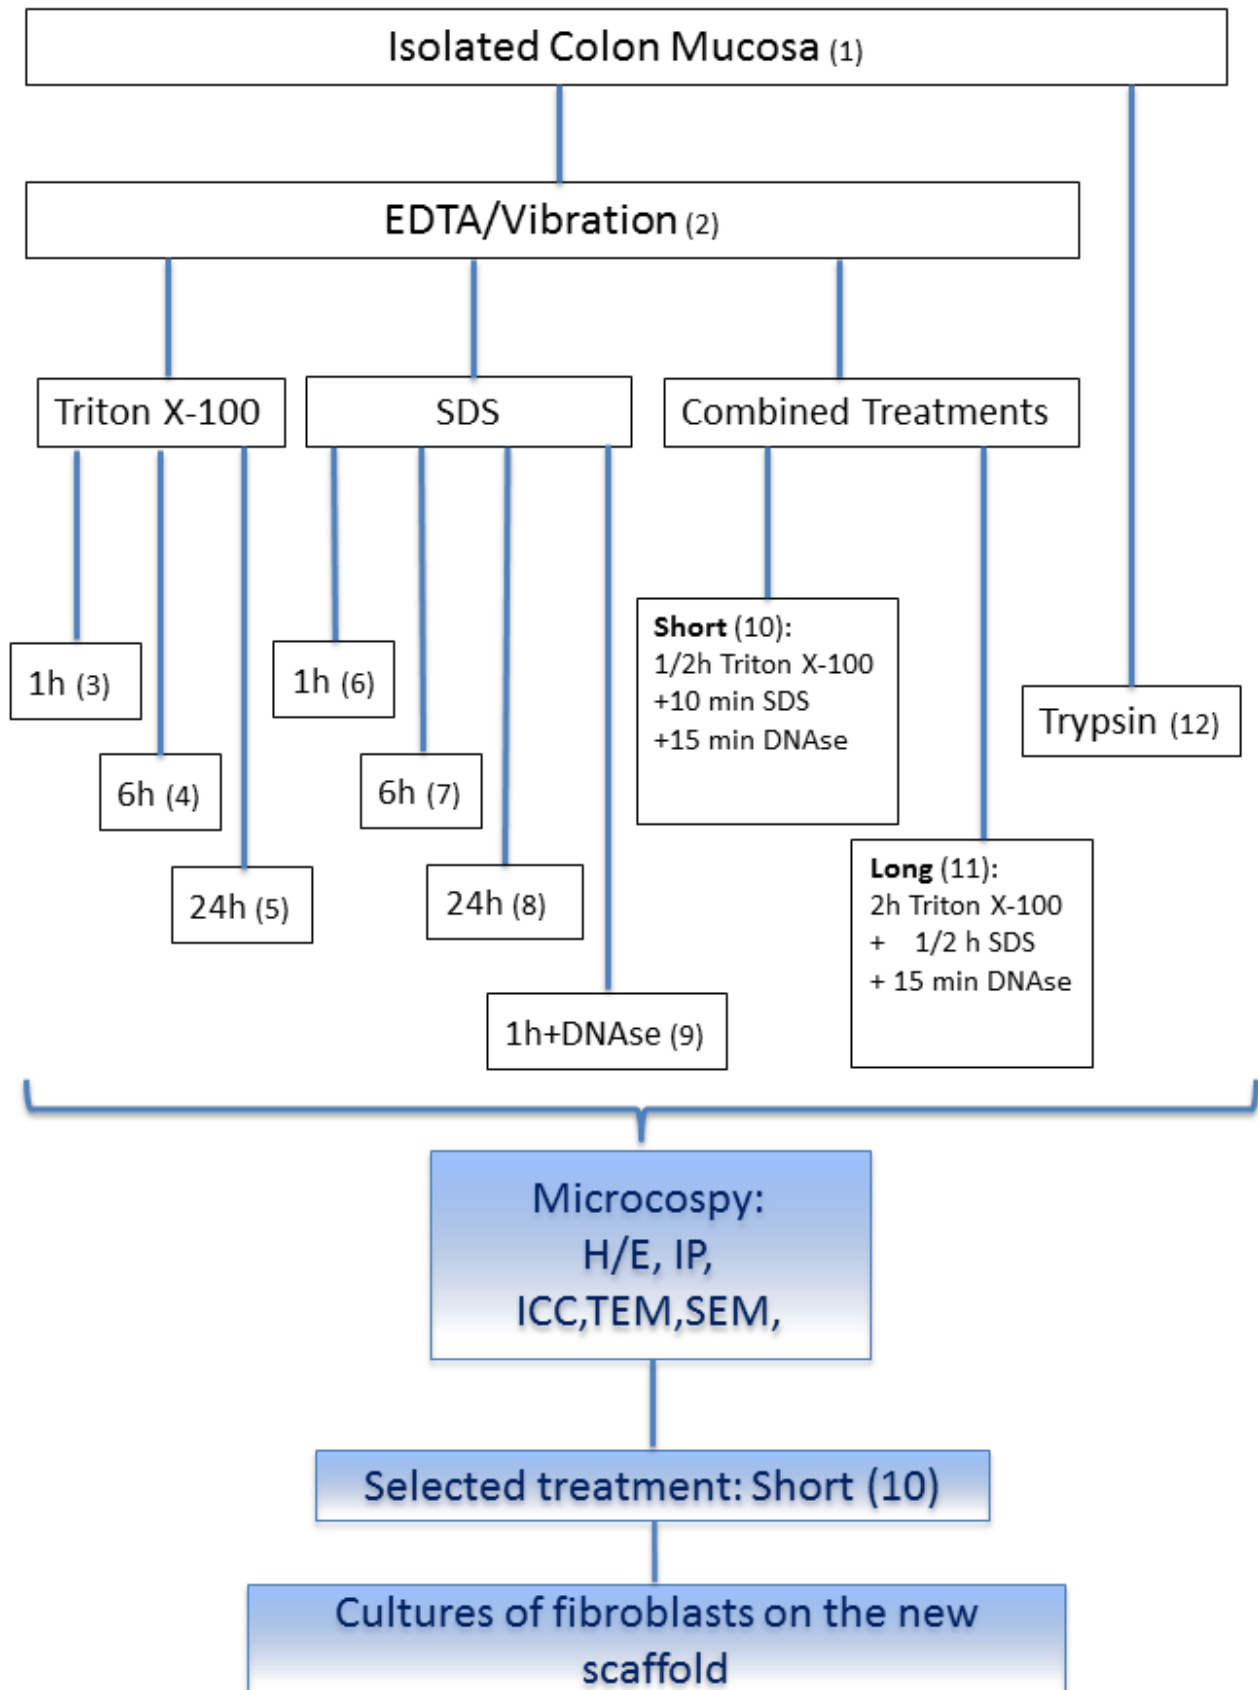 Isolated Colon Mucosa (1)
EDTA/Vibration (2)
Triton X-100
SDS
Combined Treatments
1h (3)
6h (4)
24h (5)
1h (6)
6h (7)
24h (8)
1h+DNAse (9)
Short (10):
1/2h Triton X-100
+10 min SDS
+15 min DNAse
Long (11):
2h Triton X-100
+ 1/2 h SDS
+ 15 min DNAse
Trypsin (12)
Microcospy:
H/E, IP,
ICC,TEM,SEM,
Selected treatment: Short (10)
Cultures of fibroblasts on the new
scaffold